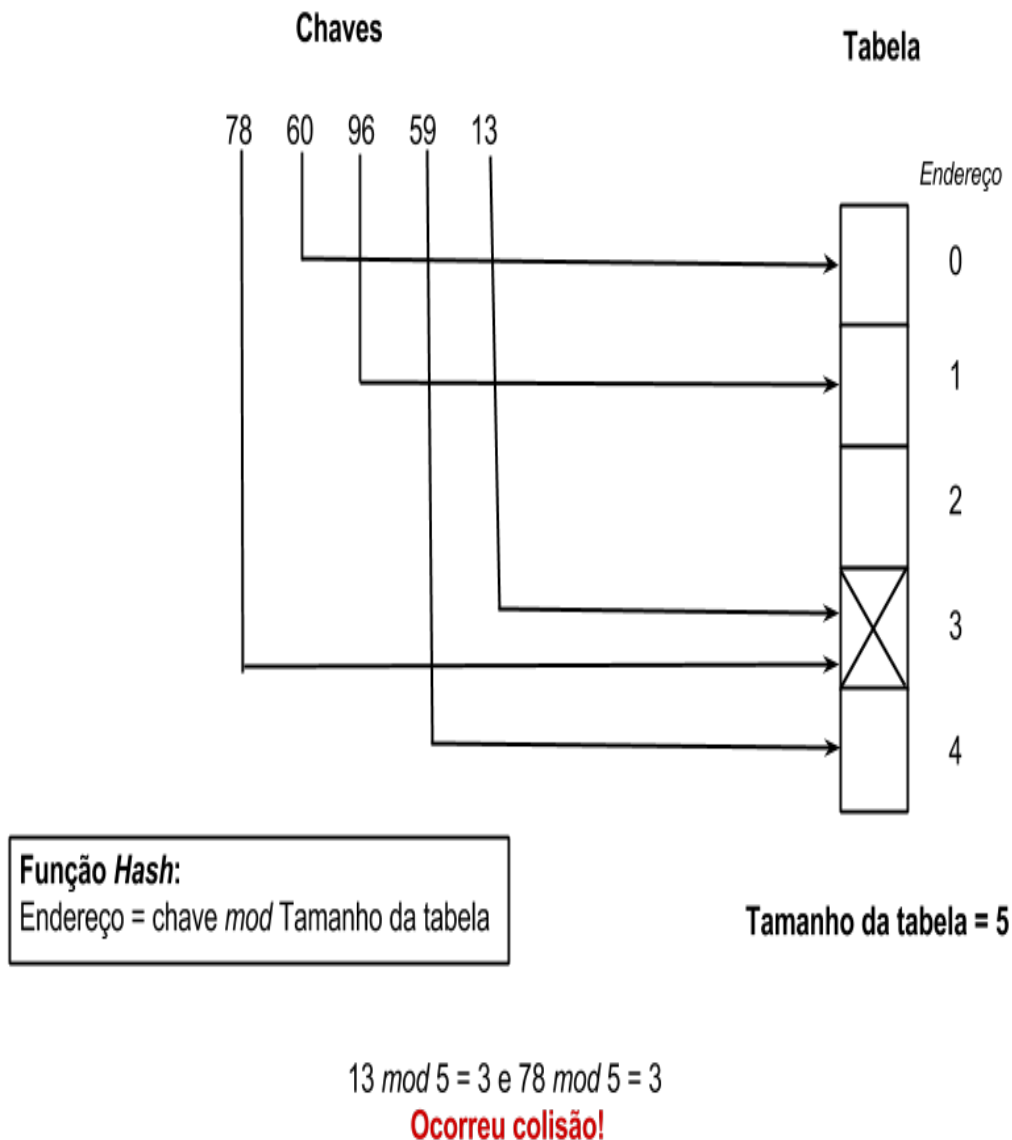 Chaves
Tabela
78 60 96 59 13
Endereço
0
1
2
3
4
Função Hash:
Endereço = chave mod Tamanho da tabela
Tamanho da tabela = 5
13 mod 5 = 3 e 78 mod 5 = 3
Ocorreu colisão!